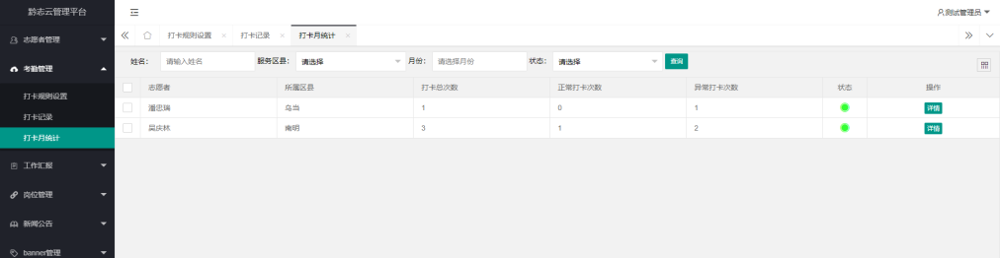 黔志云管理平台
测试管理员
志愿者管理
考勤管理
打卡规则设置
打卡记录
打卡月统计
工作汇报
岗位管理
新闻公告
banner管理
打卡规则设置 × 打卡记录 × 打卡月统计 ×
姓名： 请输入姓名 服务区县： 请选择 月份： 请选择月份 状态： 请选择 查询
志愿者 所属区县 打卡总次数 正常打卡次数 异常打卡次数 状态 操作
潘思瑞 乌当 1 0 1 详情
吴庆林 南明 3 1 2 详情